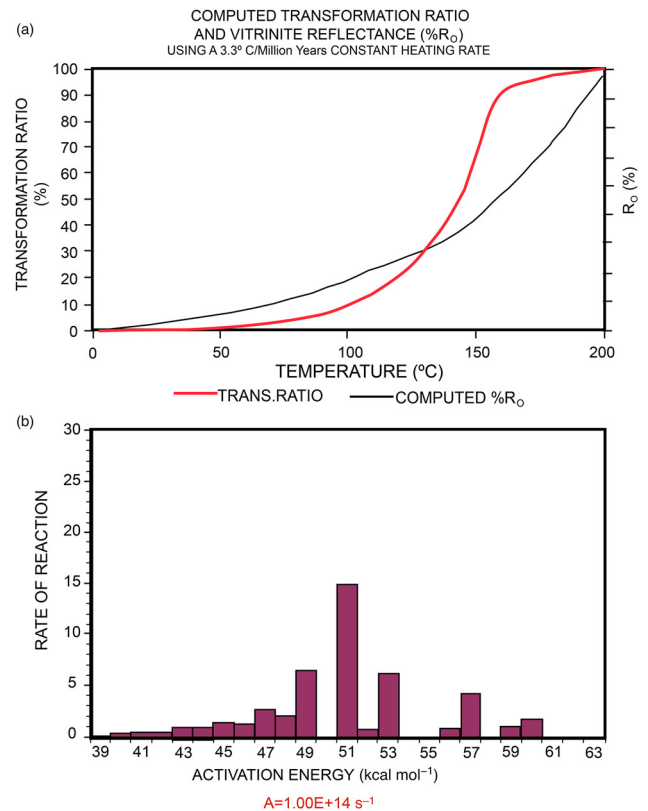 (a)
COMPUTED TRANSFORMATION RATIO
AND VITRINITE REFLECTANCE (%Rₒ)
USING A 3.3º C/Million Years CONSTANT HEATING RATE
TRANSFORMATION RATIO
(%)
100
90
80
70
60
50
40
30
20
10
0
Rₒ (%)
0
50
100
150
200
TEMPERATURE (ºC)
TRANS.RATIO
COMPUTED %Rₒ
(b)
RATE OF REACTION
30
25
20
15
10
5
0
39
41
43
45
47
49
51
53
55
57
59
61
63
ACTIVATION ENERGY (kcal mol⁻¹)
A=1.00E+14 s⁻¹